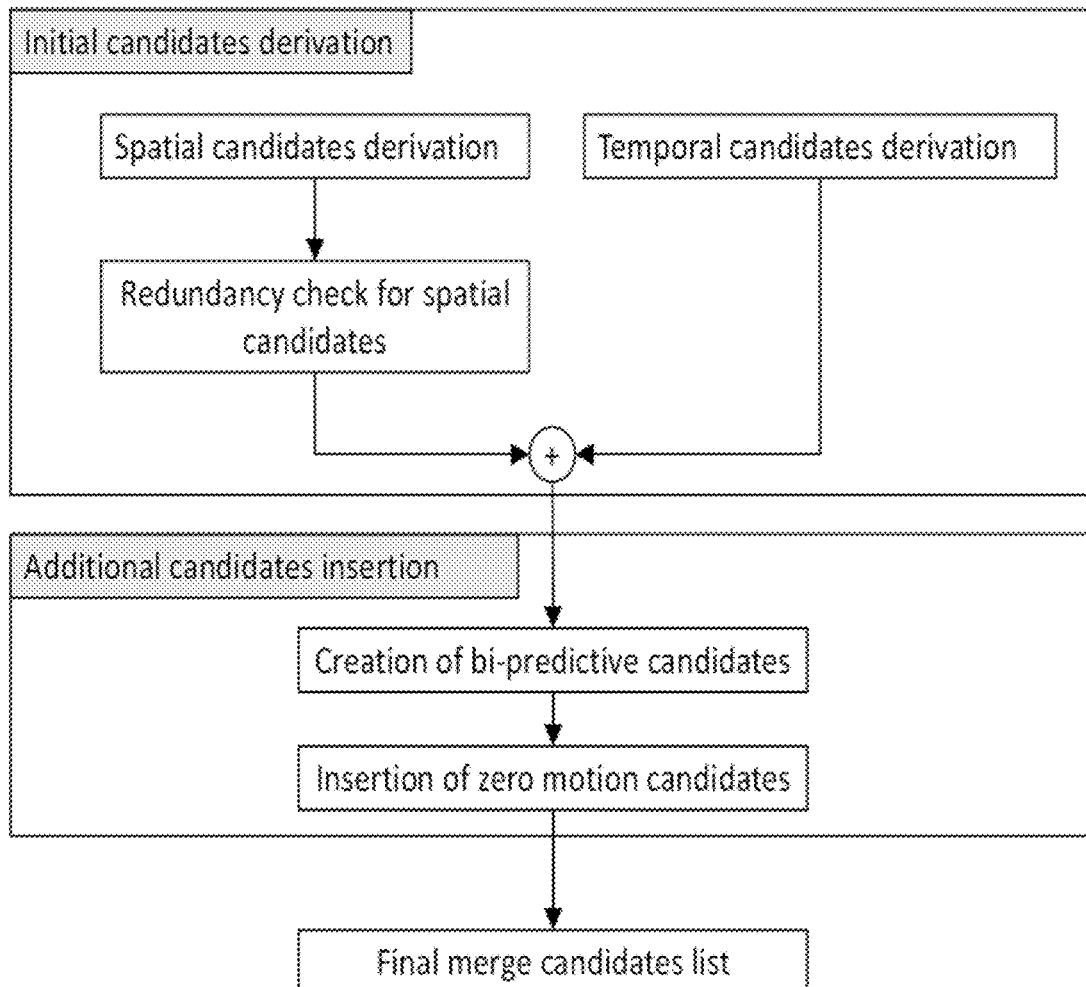 Initial candidates derivation
Spatial candidates derivation
Temporal candidates derivation
Redundancy check for spatial
candidates
+
Additional candidates insertion
Creation of bi-predictive candidates
Insertion of zero motion candidates
Final merge candidates list